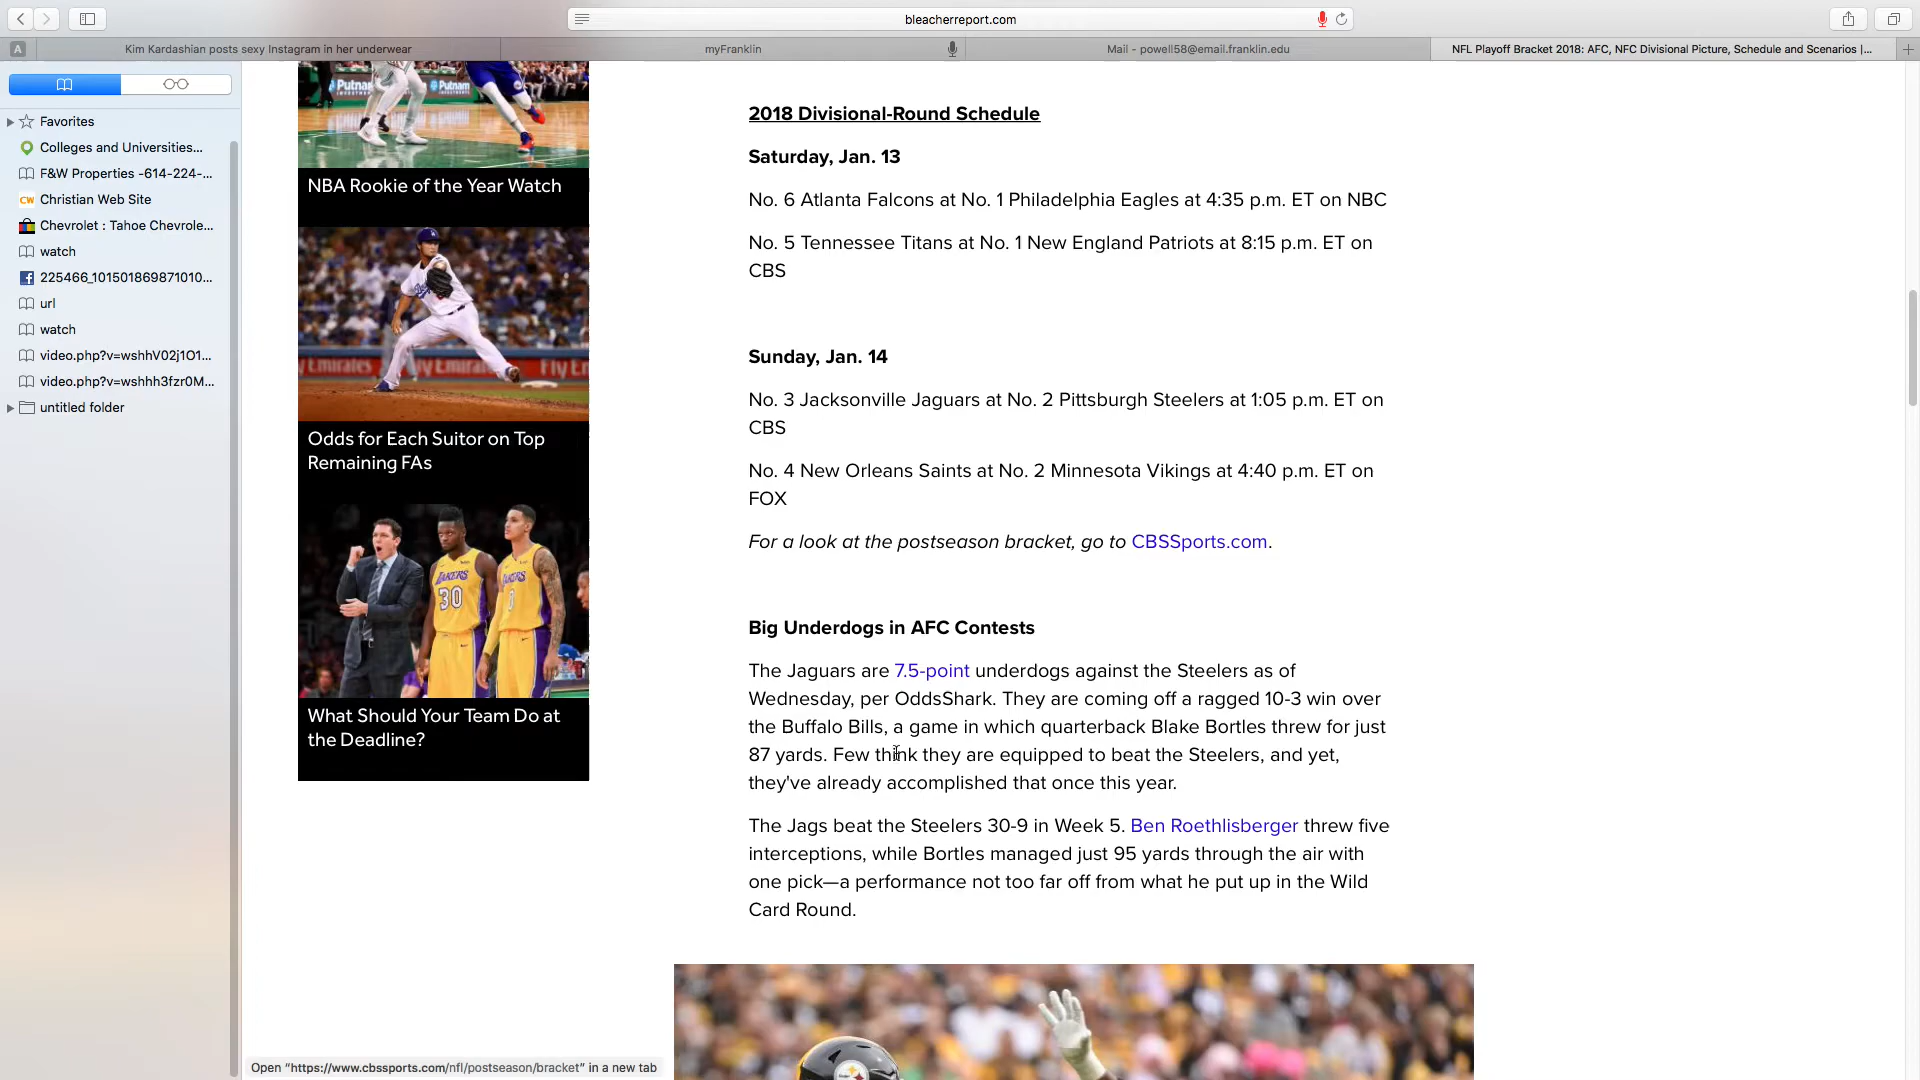 bleacherreport.com
A
Kim Kardashian posts sexy Instagram in her underwear
myFranklin
Mail - powell58@email.franklin.edu
NFL Playoff Bracket 2018: AFC, NFC Divisional Picture, Schedule and Scenarios |...
Favorites
Colleges and Universities...
F&W Properties -614-224-...
CW Christian Web Site
Chevrolet : Tahoe Chevrole...
watch
225466_101501869871010...
url
watch
video.php?v=wshhV02j1O1...
video.php?v=wshhh3fzr0M...
untitled folder
Putnam
INVESTMENTS
Putnam
INVESTMENTS
NBA Rookie of the Year Watch
Emirates
Fly Em
Odds for Each Suitor on Top
Remaining FAs
LAKERS
30
LAKERS
What Should Your Team Do at
the Deadline?
2018 Divisional-Round Schedule
Saturday, Jan. 13
No. 6 Atlanta Falcons at No. 1 Philadelphia Eagles at 4:35 p.m. ET on NBC
No. 5 Tennessee Titans at No. 1 New England Patriots at 8:15 p.m. ET on
CBS
Sunday, Jan. 14
No. 3 Jacksonville Jaguars at No. 2 Pittsburgh Steelers at 1:05 p.m. ET on
CBS
No. 4 New Orleans Saints at No. 2 Minnesota Vikings at 4:40 p.m. ET on
FOX
For a look at the postseason bracket, go to CBSSports.com.
Big Underdogs in AFC Contests
The Jaguars are 7.5-point underdogs against the Steelers as of
Wednesday, per OddsShark. They are coming off a ragged 10-3 win over
the Buffalo Bills, a game in which quarterback Blake Bortles threw for just
87 yards. Few think they are equipped to beat the Steelers, and yet,
they've already accomplished that once this year.
The Jags beat the Steelers 30-9 in Week 5. Ben Roethlisberger threw five
interceptions, while Bortles managed just 95 yards through the air with
one pick—a performance not too far off from what he put up in the Wild
Card Round.
Open "https://www.cbssports.com/nfl/postseason/bracket" in a new tab